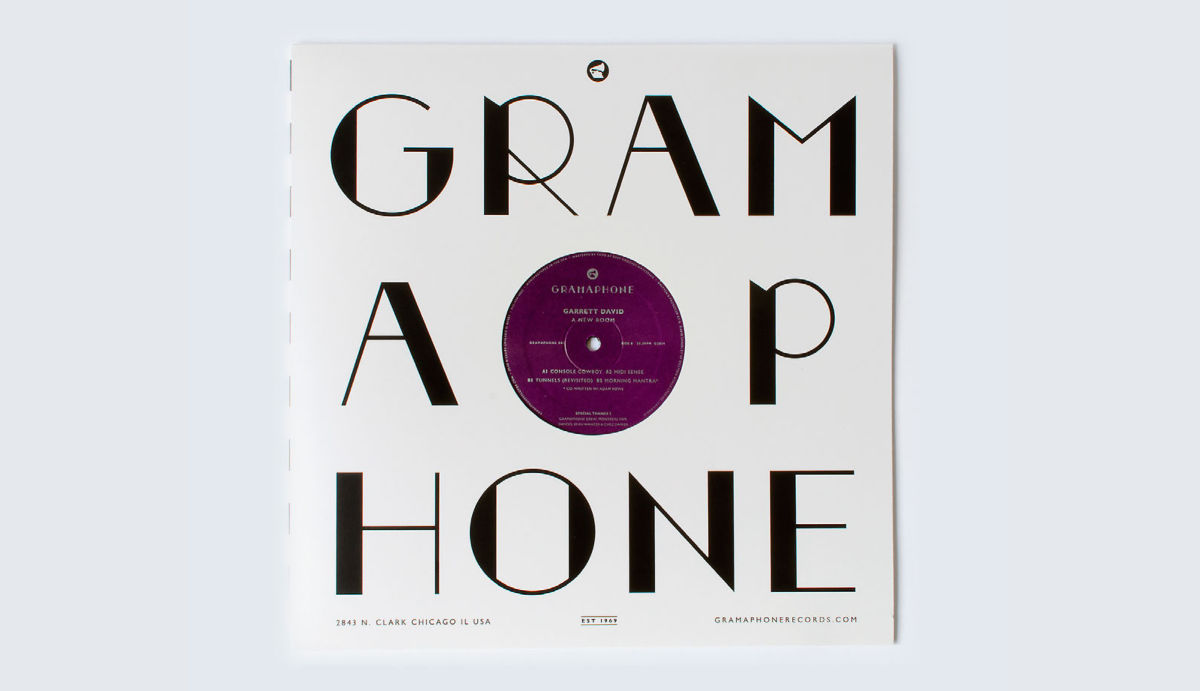 GRAM
A P
HONE
GRAMAPHONE
GARRETT DAVID
A NEW ROOM
A1 CONSOLE COWBOY A2 MIDI SENSE
B1 TUNNELS (REVISITED) B2 MORNING MANTRA*
SPECIAL THANKS
2843 N. CLARK CHICAGO IL USA
EST 1969
GRAMAPHONERECORDS.COM